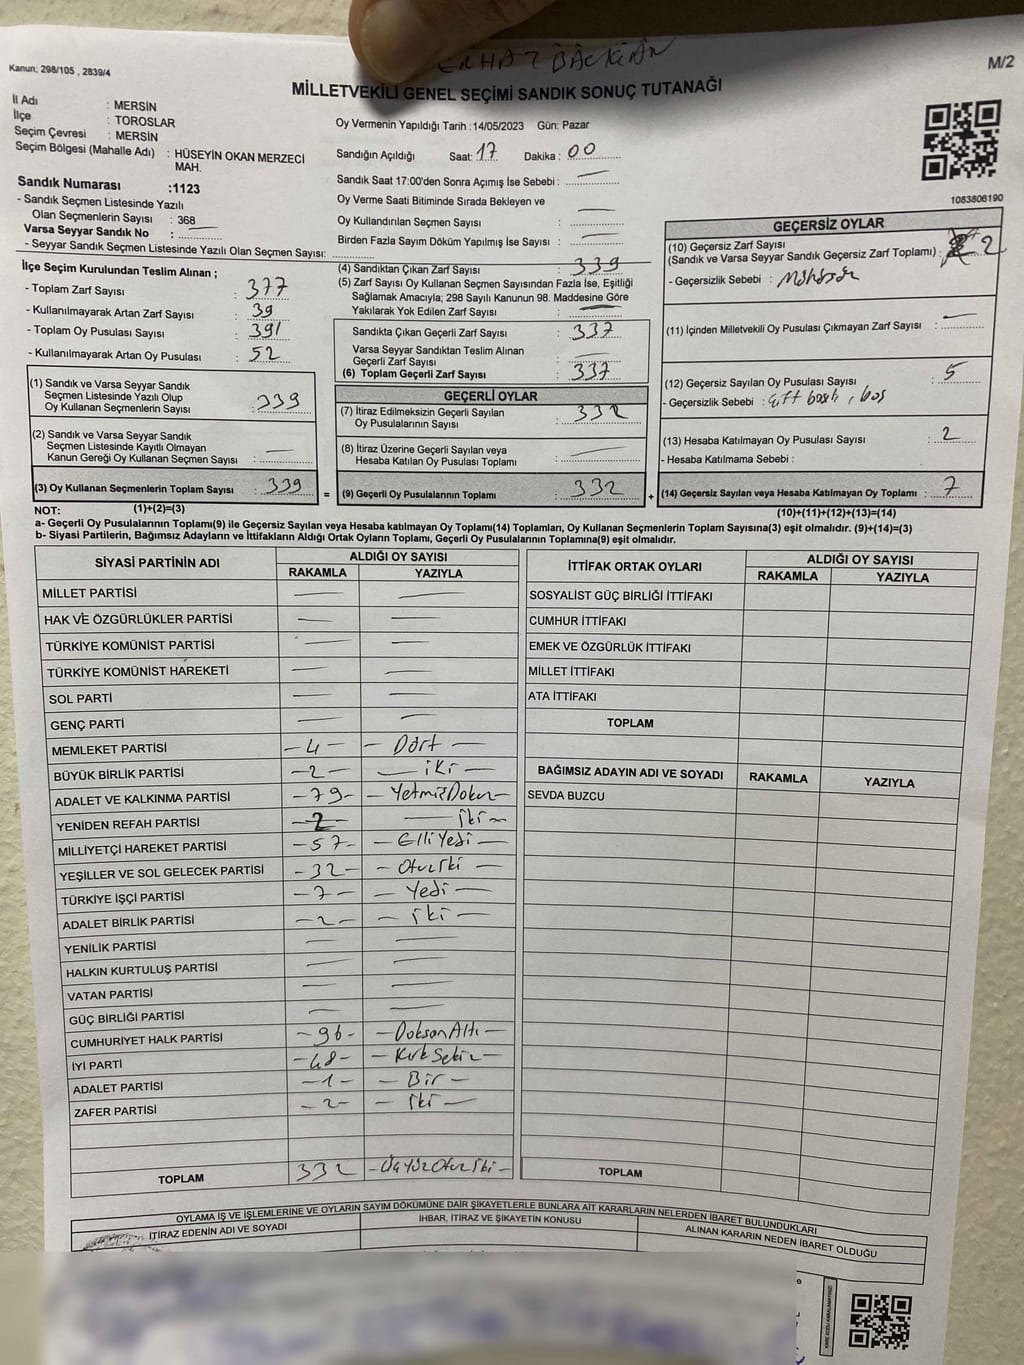 Kanun; 298/105 , 2839/4
M/2
MİLLETVEKİLİ GENEL SEÇİMİ SANDIK SONUÇ TUTANAĞI
İl Adı : MERSİN
İlçe : TOROSLAR
Seçim Çevresi : MERSİN
Seçim Bölgesi (Mahalle Adı) : HÜSEYİN OKAN MERZECİ MAH.
Sandık Numarası :1123
- Sandık Seçmen Listesinde Yazılı
Olan Seçmenlerin Sayısı : 368
Varsa Seyyar Sandık No :
- Seyyar Sandık Seçmen Listesinde Yazılı Olan Seçmen Sayısı:
İlçe Seçim Kurulundan Teslim Alınan ;
- Toplam Zarf Sayısı : 377
- Kullanılmayarak Artan Zarf Sayısı : 39
- Toplam Oy Pusulası Sayısı : 391
- Kullanılmayarak Artan Oy Pusulası : 52
(1) Sandık ve Varsa Seyyar Sandık
Seçmen Listesinde Yazılı Olup
Oy Kullanan Seçmenlerin Sayısı : 339
(2) Sandık ve Varsa Seyyar Sandık
Seçmen Listesinde Kayıtlı Olmayan
Kanun Gereği Oy Kullanan Seçmen Sayısı : —
(3) Oy Kullanan Seçmenlerin Toplam Sayısı : 339
Oy Vermenin Yapıldığı Tarih :14/05/2023 Gün: Pazar
Sandığın Açıldığı Saat: 17 Dakika : 00
Sandık Saat 17:00'den Sonra Açımış İse Sebebi : —
Oy Verme Saati Bitiminde Sırada Bekleyen ve
Oy Kullandırılan Seçmen Sayısı : —
Birden Fazla Sayım Döküm Yapılmış İse Sayısı : —
(4) Sandıktan Çıkan Zarf Sayısı : 339
(5) Zarf Sayısı Oy Kullanan Seçmen Sayısından Fazla İse, Eşitliği
Sağlamak Amacıyla; 298 Sayılı Kanunun 98. Maddesine Göre
Yakılarak Yok Edilen Zarf Sayısı : —
Sandıkta Çıkan Geçerli Zarf Sayısı : 337
Varsa Seyyar Sandıktan Teslim Alınan
Geçerli Zarf Sayısı : —
(6) Toplam Geçerli Zarf Sayısı : 337
GEÇERLİ OYLAR
(7) İtiraz Edilmeksizin Geçerli Sayılan
Oy Pusulalarının Sayısı : 332
(8) İtiraz Üzerine Geçerli Sayılan veya
Hesaba Katılan Oy Pusulası Toplamı : —
= (9) Geçerli Oy Pusulalarının Toplamı : 332
1083806190
GEÇERSİZ OYLAR
(10) Geçersiz Zarf Sayısı
(Sandık ve Varsa Seyyar Sandık Geçersiz Zarf Toplamı) : 2
- Geçersizlik Sebebi :
(11) İçinden Milletvekili Oy Pusulası Çıkmayan Zarf Sayısı : —
(12) Geçersiz Sayılan Oy Pusulası Sayısı : 5
- Geçersizlik Sebebi : çift baslı, boş
(13) Hesaba Katılmayan Oy Pusulası Sayısı : 2
- Hesaba Katılmama Sebebi :
+ (14) Geçersiz Sayılan veya Hesaba Katılmayan Oy Toplamı : 7
NOT: (1)+(2)=(3) (10)+(11)+(12)+(13)=(14)
a- Geçerli Oy Pusulalarının Toplamı(9) ile Geçersiz Sayılan veya Hesaba katılmayan Oy Toplamı(14) Toplamları, Oy Kullanan Seçmenlerin Toplam Sayısına(3) eşit olmalıdır. (9)+(14)=(3)
b- Siyasi Partilerin, Bağımsız Adayların ve İttifakların Aldığı Ortak Oyların Toplamı, Geçerli Oy Pusulalarının Toplamına(9) eşit olmalıdır.
SİYASİ PARTİNİN ADI ALDIĞI OY SAYISI
RAKAMLA YAZIYLA
MİLLET PARTİSİ — —
HAK VE ÖZGÜRLÜKLER PARTİSİ — —
TÜRKİYE KOMÜNİST PARTİSİ — —
TÜRKİYE KOMÜNİST HAREKETİ — —
SOL PARTİ — —
GENÇ PARTİ — —
MEMLEKET PARTİSİ -4- - Dört -
BÜYÜK BİRLİK PARTİSİ -2- - iki -
ADALET VE KALKINMA PARTİSİ -79- - YetmişDokuz -
YENİDEN REFAH PARTİSİ -2- - iki -
MİLLİYETÇİ HAREKET PARTİSİ -57- - ElliYedi -
YEŞİLLER VE SOL GELECEK PARTİSİ -32- - Otuziki -
TÜRKİYE İŞÇİ PARTİSİ -7- - Yedi -
ADALET BİRLİK PARTİSİ -2- - iki -
YENİLİK PARTİSİ — —
HALKIN KURTULUŞ PARTİSİ — —
VATAN PARTİSİ — —
GÜÇ BİRLİĞİ PARTİSİ — —
CUMHURİYET HALK PARTİSİ -96- - DoksanAltı -
İYİ PARTİ -48- - KırkSekiz -
ADALET PARTİSİ -1- - Bir -
ZAFER PARTİSİ -2- - iki -
TOPLAM 332 - ÜçYüzOtuziki -
İTTİFAK ORTAK OYLARI ALDIĞI OY SAYISI
RAKAMLA YAZIYLA
SOSYALİST GÜÇ BİRLİĞİ İTTİFAKI
CUMHUR İTTİFAKI
EMEK VE ÖZGÜRLÜK İTTİFAKI
MİLLET İTTİFAKI
ATA İTTİFAKI
TOPLAM
BAĞIMSIZ ADAYIN ADI VE SOYADI RAKAMLA YAZIYLA
SEVDA BUZCU
TOPLAM
OYLAMA İŞ VE İŞLEMLERİNE VE OYLARIN SAYIM DÖKÜMÜNE DAİR ŞİKAYETLERLE BUNLARA AİT KARARLARIN NELERDEN İBARET BULUNDUKLARI
İTİRAZ EDENİN ADI VE SOYADI İHBAR, İTİRAZ VE ŞİKAYETİN KONUSU ALINAN KARARIN NEDEN İBARET OLDUĞU